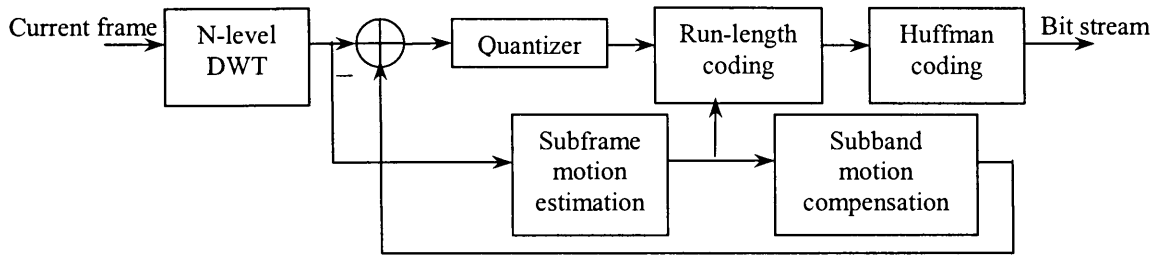 Current frame
N-level
DWT
Quantizer
Run-length
coding
Huffman
coding
Bit stream
−
Subframe
motion
estimation
Subband
motion
compensation